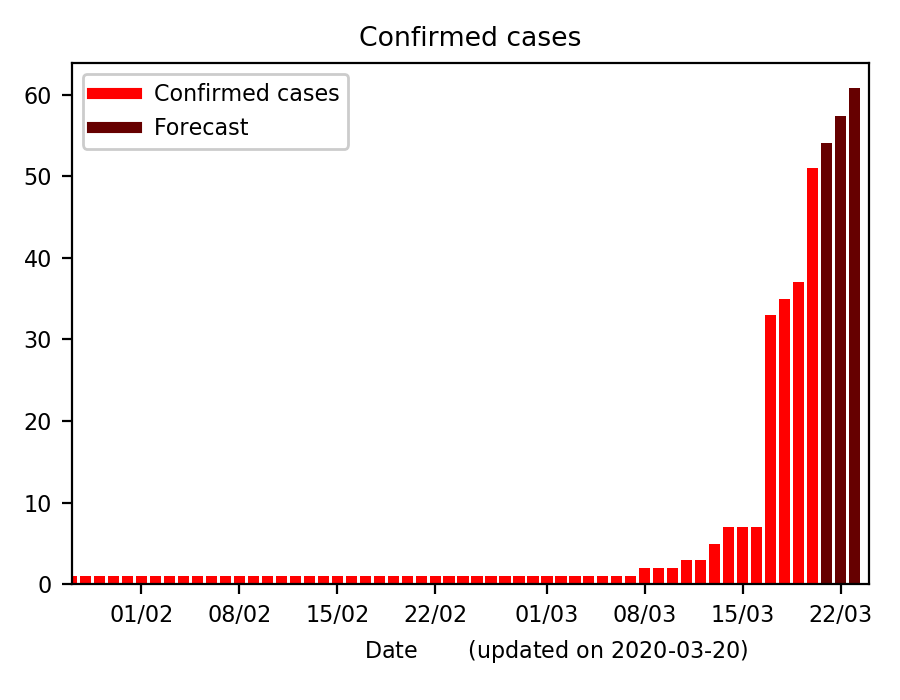 Confirmed cases
Confirmed cases
Forecast
60
50
40
30
20
10
0
01/02 08/02 15/02 22/02 01/03 08/03 15/03 22/03
Date (updated on 2020-03-20)